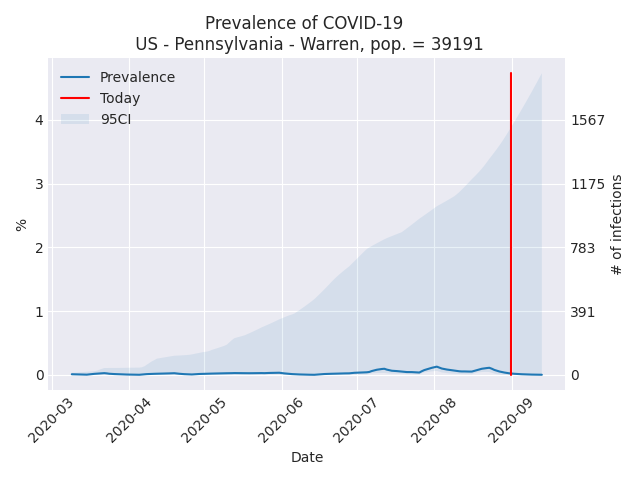 Prevalence of COVID-19
US - Pennsylvania - Warren, pop. = 39191
Prevalence
Today
95CI
4
3
2
1
0
%
1567
1175
783
391
0
# of infections
2020-03
2020-04
2020-05
2020-06
2020-07
2020-08
2020-09
Date